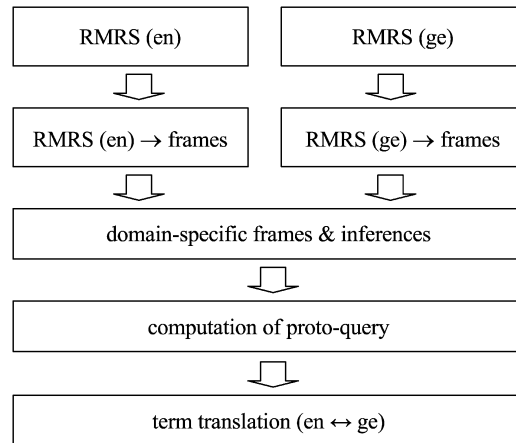 RMRS (en)
RMRS (ge)
RMRS (en) → frames
RMRS (ge) → frames
domain-specific frames & inferences
computation of proto-query
term translation (en ↔ ge)